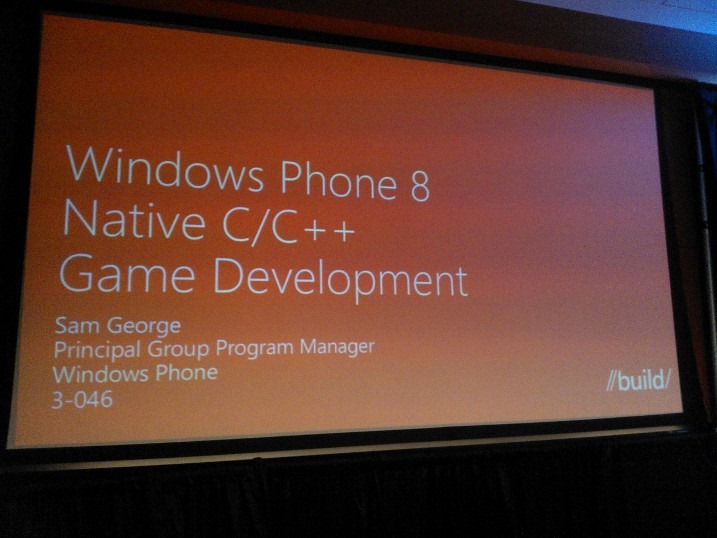 Windows Phone 8
Native C/C++
Game Development
Sam George
Principal Group Program Manager
Windows Phone
3-046
//build/